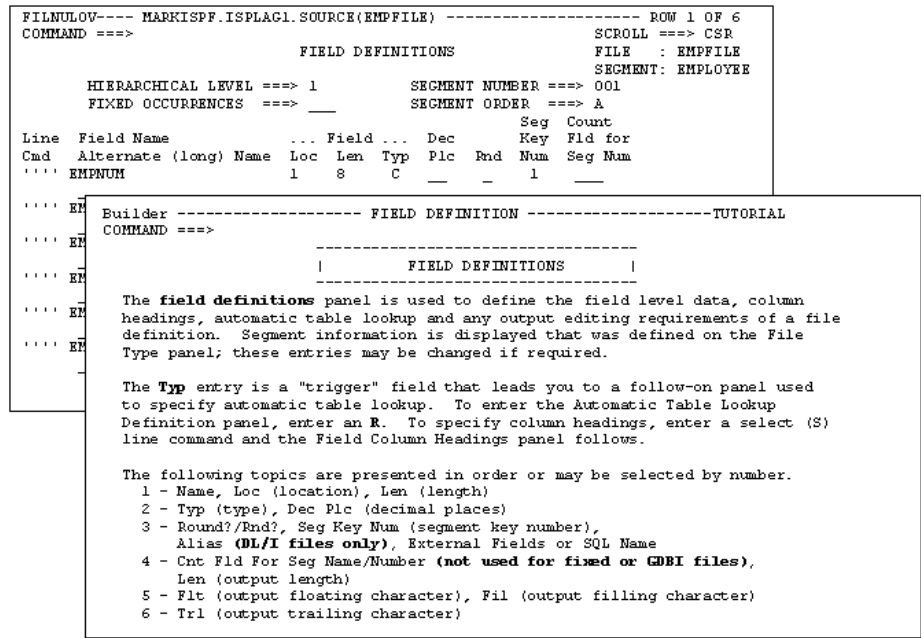 FILNULOV---- MARKISPF.ISPLAG1.SOURCE(EMPFILE) --------------------- ROW 1 OF 6
COMMAND ===> SCROLL ===> CSR
FIELD DEFINITIONS FILE : EMPFILE
SEGMENT: EMPLOYEE
HIERARCHICAL LEVEL ===> 1 SEGMENT NUMBER ===> 001
FIXED OCCURRENCES ===> ___ SEGMENT ORDER ===> A
Seg Count
Line Field Name ... Field ... Dec Key Fld for
Cmd Alternate (long) Name Loc Len Typ Plc Rnd Num Seg Num
'''' EMPNUM 1 8 C __ _ 1 ___
'''' EM
'''' EM
'''' EM
'''' EM
'''' EM
Builder -------------------- FIELD DEFINITION --------------------TUTORIAL
COMMAND ===>
-----------------------------------
| FIELD DEFINITIONS |
-----------------------------------
The field definitions panel is used to define the field level data, column
headings, automatic table lookup and any output editing requirements of a file
definition. Segment information is displayed that was defined on the File
Type panel; these entries may be changed if required.
The Typ entry is a "trigger" field that leads you to a follow-on panel used
to specify automatic table lookup. To enter the Automatic Table Lookup
Definition panel, enter an R. To specify column headings, enter a select (S)
line command and the Field Column Headings panel follows.
The following topics are presented in order or may be selected by number.
1 - Name, Loc (location), Len (length)
2 - Typ (type), Dec Plc (decimal places)
3 - Round?/Rnd?, Seg Key Num (segment key number),
Alias (DL/I files only), External Fields or SQL Name
4 - Cnt Fld For Seg Name/Number (not used for fixed or GDBI files),
Len (output length)
5 - Flt (output floating character), Fil (output filling character)
6 - Trl (output trailing character)